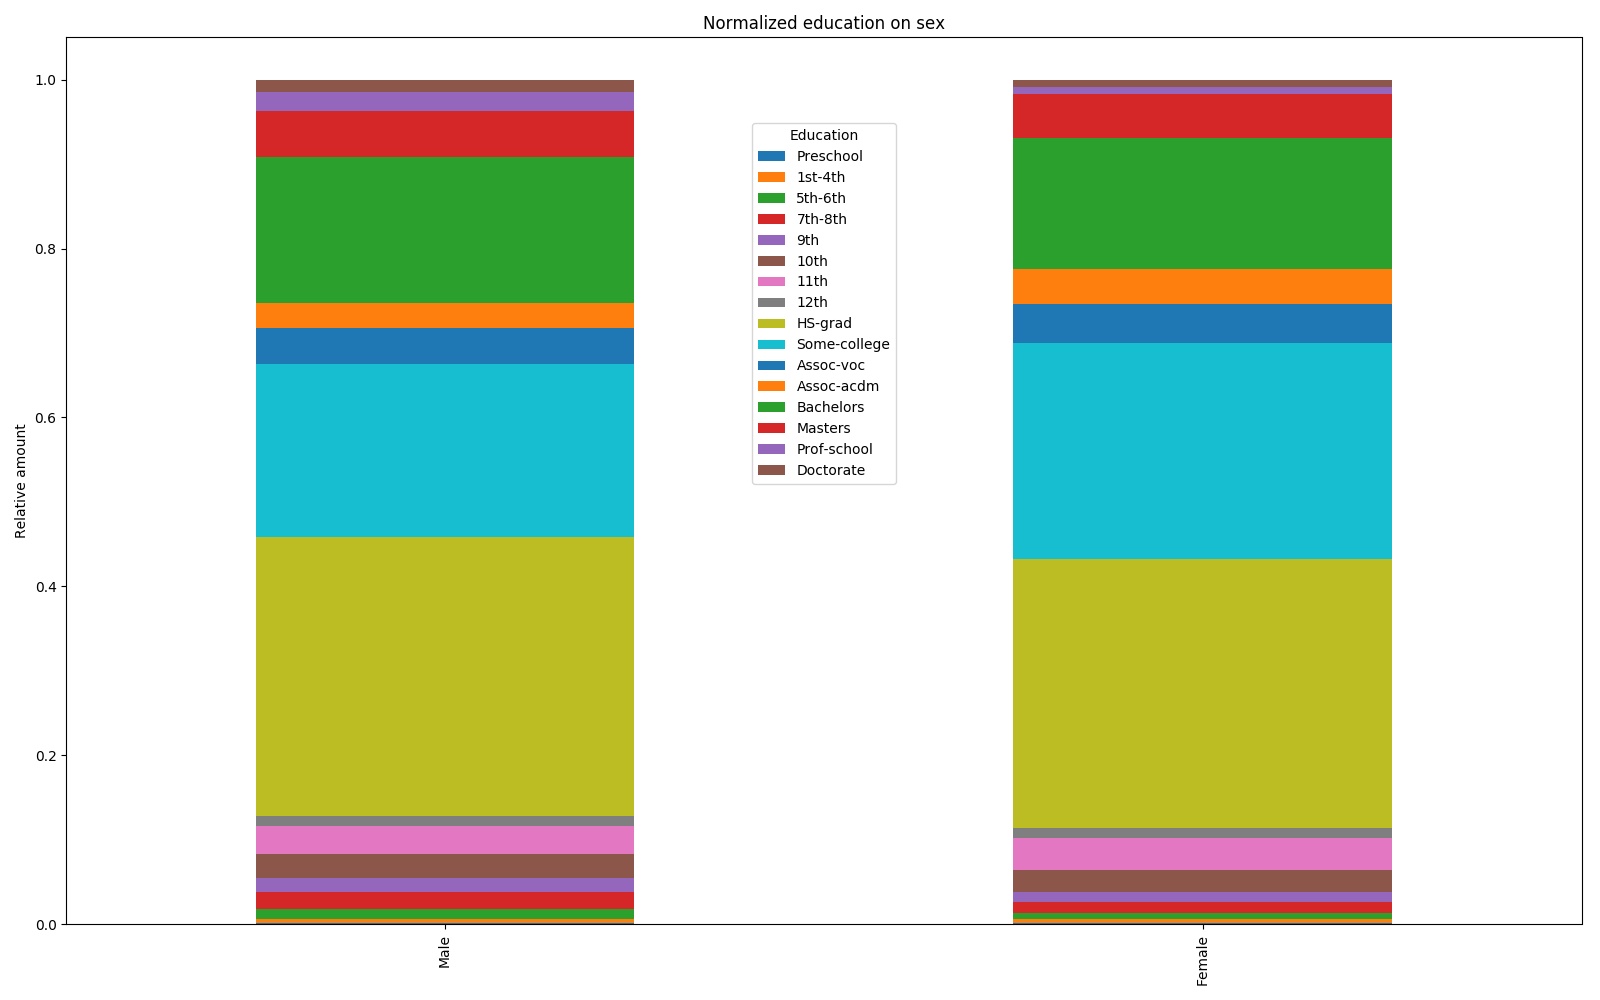 Normalized education on sex
1.0
0.8
0.6
0.4
0.2
0.0
Relative amount
Education
Preschool
1st-4th
5th-6th
7th-8th
9th
10th
11th
12th
HS-grad
Some-college
Assoc-voc
Assoc-acdm
Bachelors
Masters
Prof-school
Doctorate
Male
Female